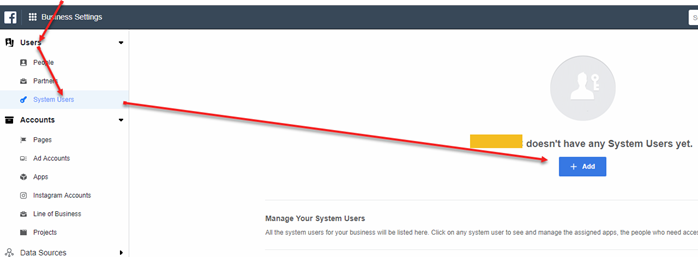 f Business Settings
S
Users
People
Partners
System Users
Accounts
Pages
Ad Accounts
Apps
Instagram Accounts
Line of Business
Projects
Data Sources
doesn't have any System Users yet.
+ Add
Manage Your System Users
All the system users for your business will be listed here. Click on any system user to see and manage the assigned apps, the people who need acces